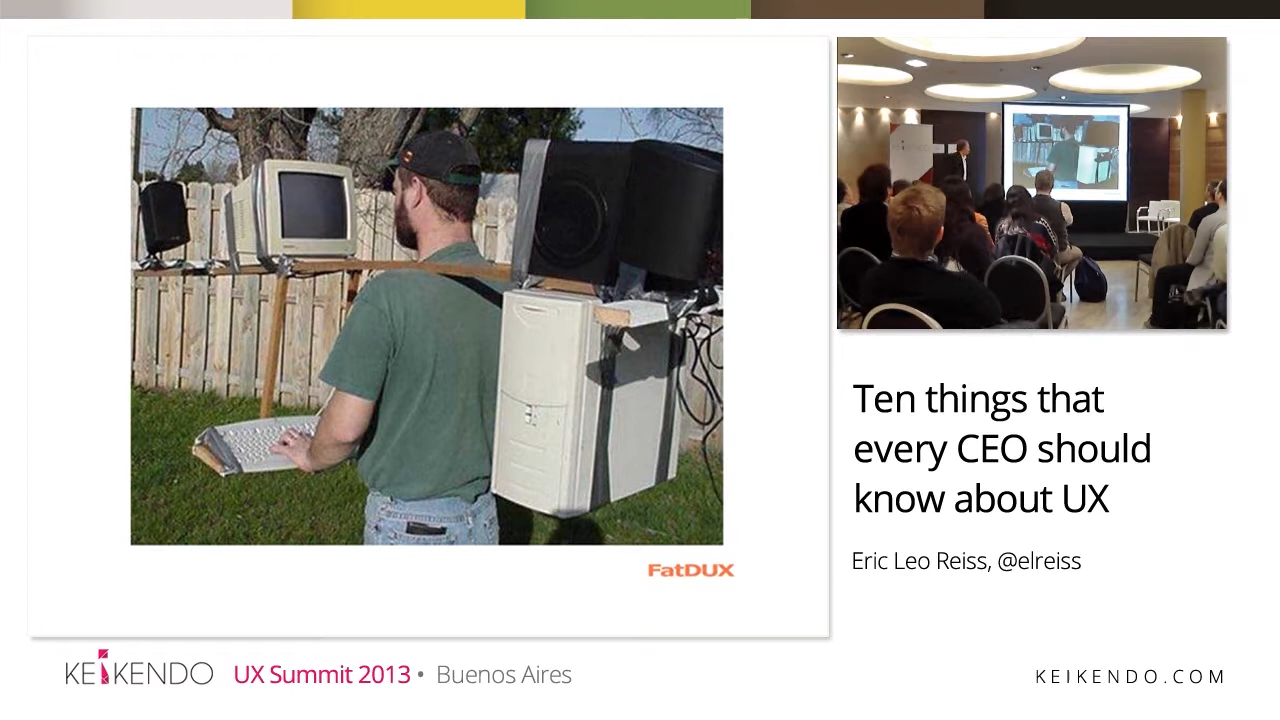 FatDUX
Ten things that
every CEO should
know about UX
Eric Leo Reiss, @elreiss
KEIKENDO UX Summit 2013 • Buenos Aires
KEIKENDO.COM